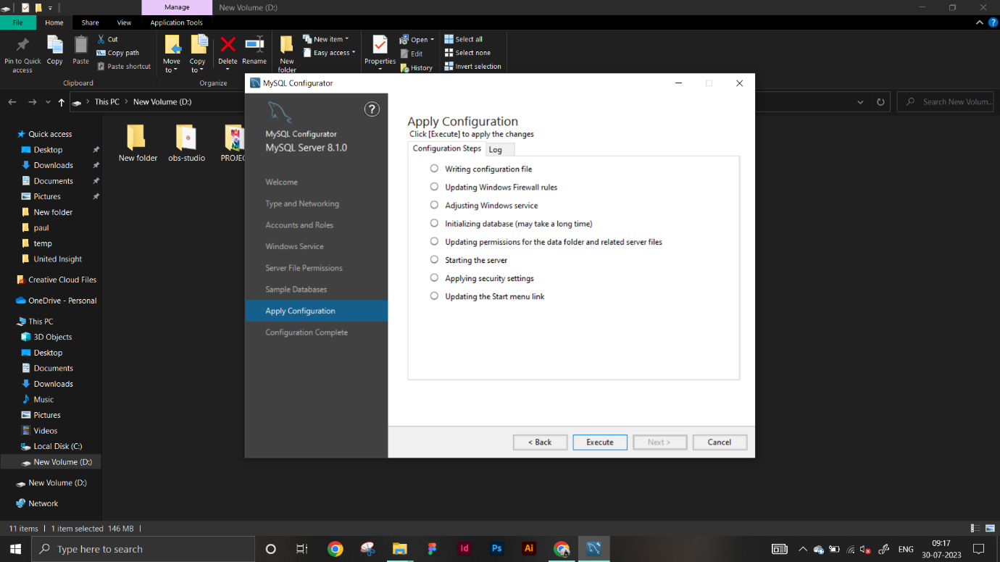 Manage
New Volume (D:)
File
Home
Share
View
Application Tools
Pin to Quick access
Copy
Paste
Cut
Copy path
Paste shortcut
Clipboard
Move to
Copy to
Delete
Rename
Organize
New folder
New item
Easy access
Properties
Open
Edit
History
Select all
Select none
Invert selection
This PC
New Volume (D:)
Search New Volum...
Quick access
Desktop
Downloads
Documents
Pictures
New folder
paul
temp
United Insight
Creative Cloud Files
OneDrive - Personal
This PC
3D Objects
Desktop
Documents
Downloads
Music
Pictures
Videos
Local Disk (C:)
New Volume (D:)
New Volume (D:)
Network
New folder
obs-studio
PROJEC
MySQL Configurator
MySQL Configurator
MySQL Server 8.1.0
Welcome
Type and Networking
Accounts and Roles
Windows Service
Server File Permissions
Sample Databases
Apply Configuration
Configuration Complete
Apply Configuration
Click [Execute] to apply the changes
Configuration Steps
Log
Writing configuration file
Updating Windows Firewall rules
Adjusting Windows service
Initializing database (may take a long time)
Updating permissions for the data folder and related server files
Starting the server
Applying security settings
Updating the Start menu link
< Back
Execute
Next >
Cancel
11 items
1 item selected 146 MB
Type here to search
Id
Ps
Ai
ENG
09:17
30-07-2023